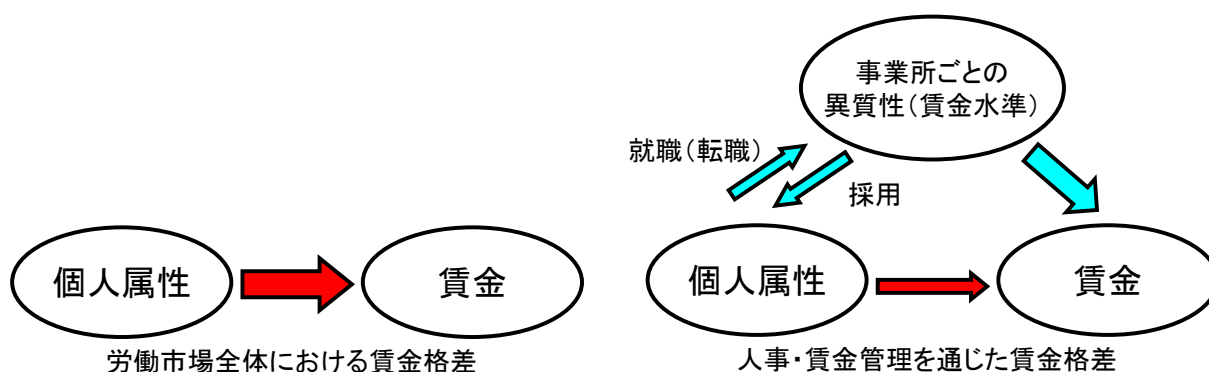 個人属性
賃金
労働市場全体における賃金格差
事業所ごとの
異質性(賃金水準)
就職(転職)
採用
個人属性
賃金
人事・賃金管理を通じた賃金格差